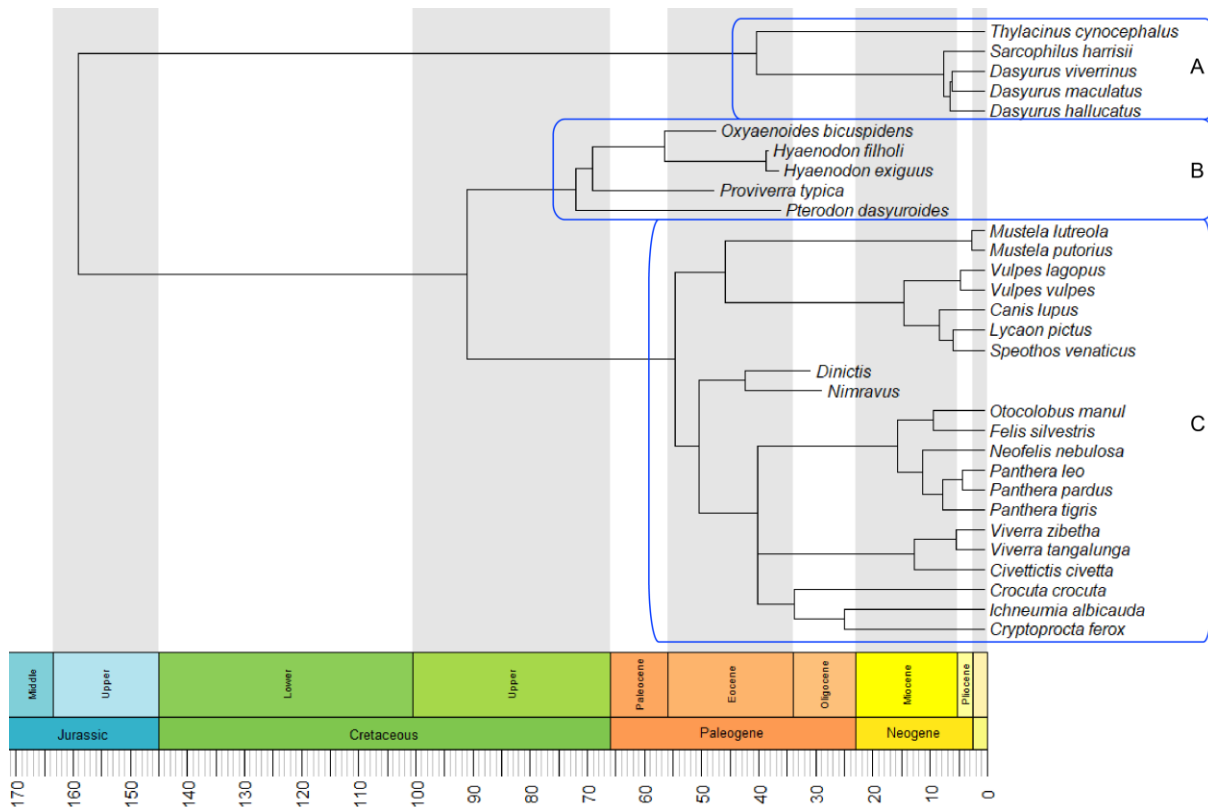 Thylacinus cynocephalus
Sarcophilus harrisii
A
Dasyurus viverrinus
Dasyurus maculatus
Dasyurus hallucatus
Oxyaenoides bicuspidens
Hyaenodon filholi
Hyaenodon exiguus
B
Proviverra typica
Pterodon dasyuroides
Mustela lutreola
Mustela putorius
Vulpes lagopus
Vulpes vulpes
Canis lupus
Lycaon pictus
Speothos venaticus
Dinictis
Nimravus
Otocolobus manul
C
Felis silvestris
Neofelis nebulosa
Panthera leo
Panthera pardus
Panthera tigris
Viverra zibetha
Viverra tangalunga
Civettictis civetta
Crocuta crocuta
Ichneumia albicauda
Cryptoprocta ferox
Middle Upper Lower Upper Paleocene Eocene Oligocene Miocene Pliocene
Jurassic Cretaceous Paleogene Neogene
170 160 150 140 130 120 110 100 90 80 70 60 50 40 30 20 10 0